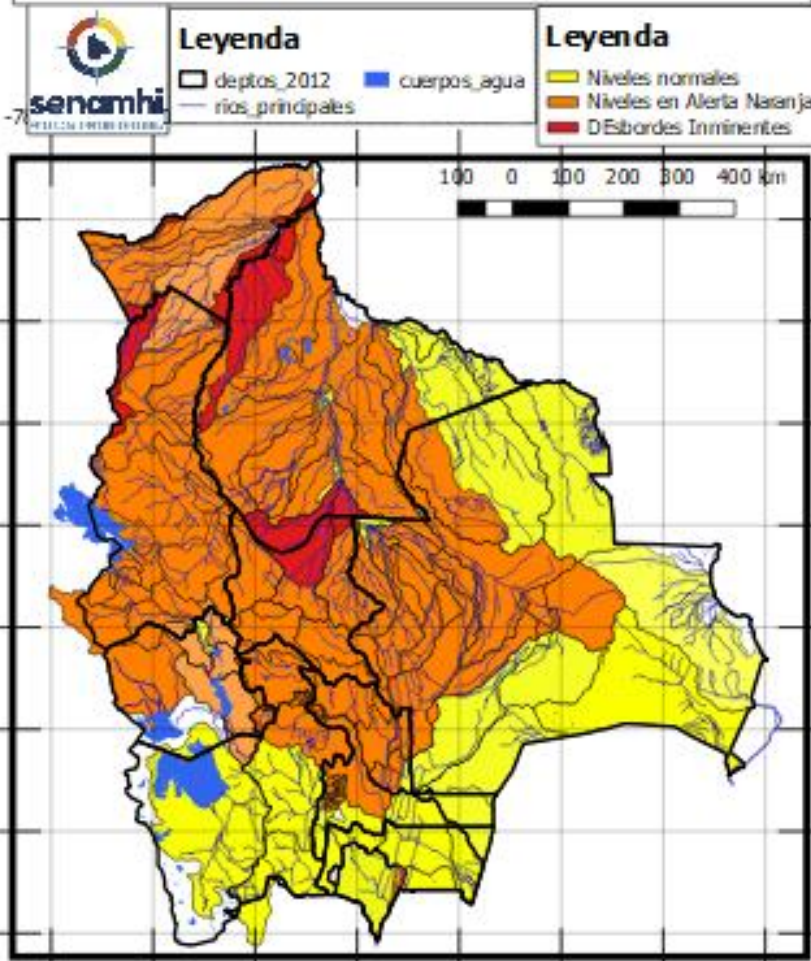 senamhi
Leyenda
deptos_2012
cuerpos_agua
rios_principales
Leyenda
Niveles normales
Niveles en Alerta Naranja
DEsbordes Inminentes
100 0 100 200 300 400 km